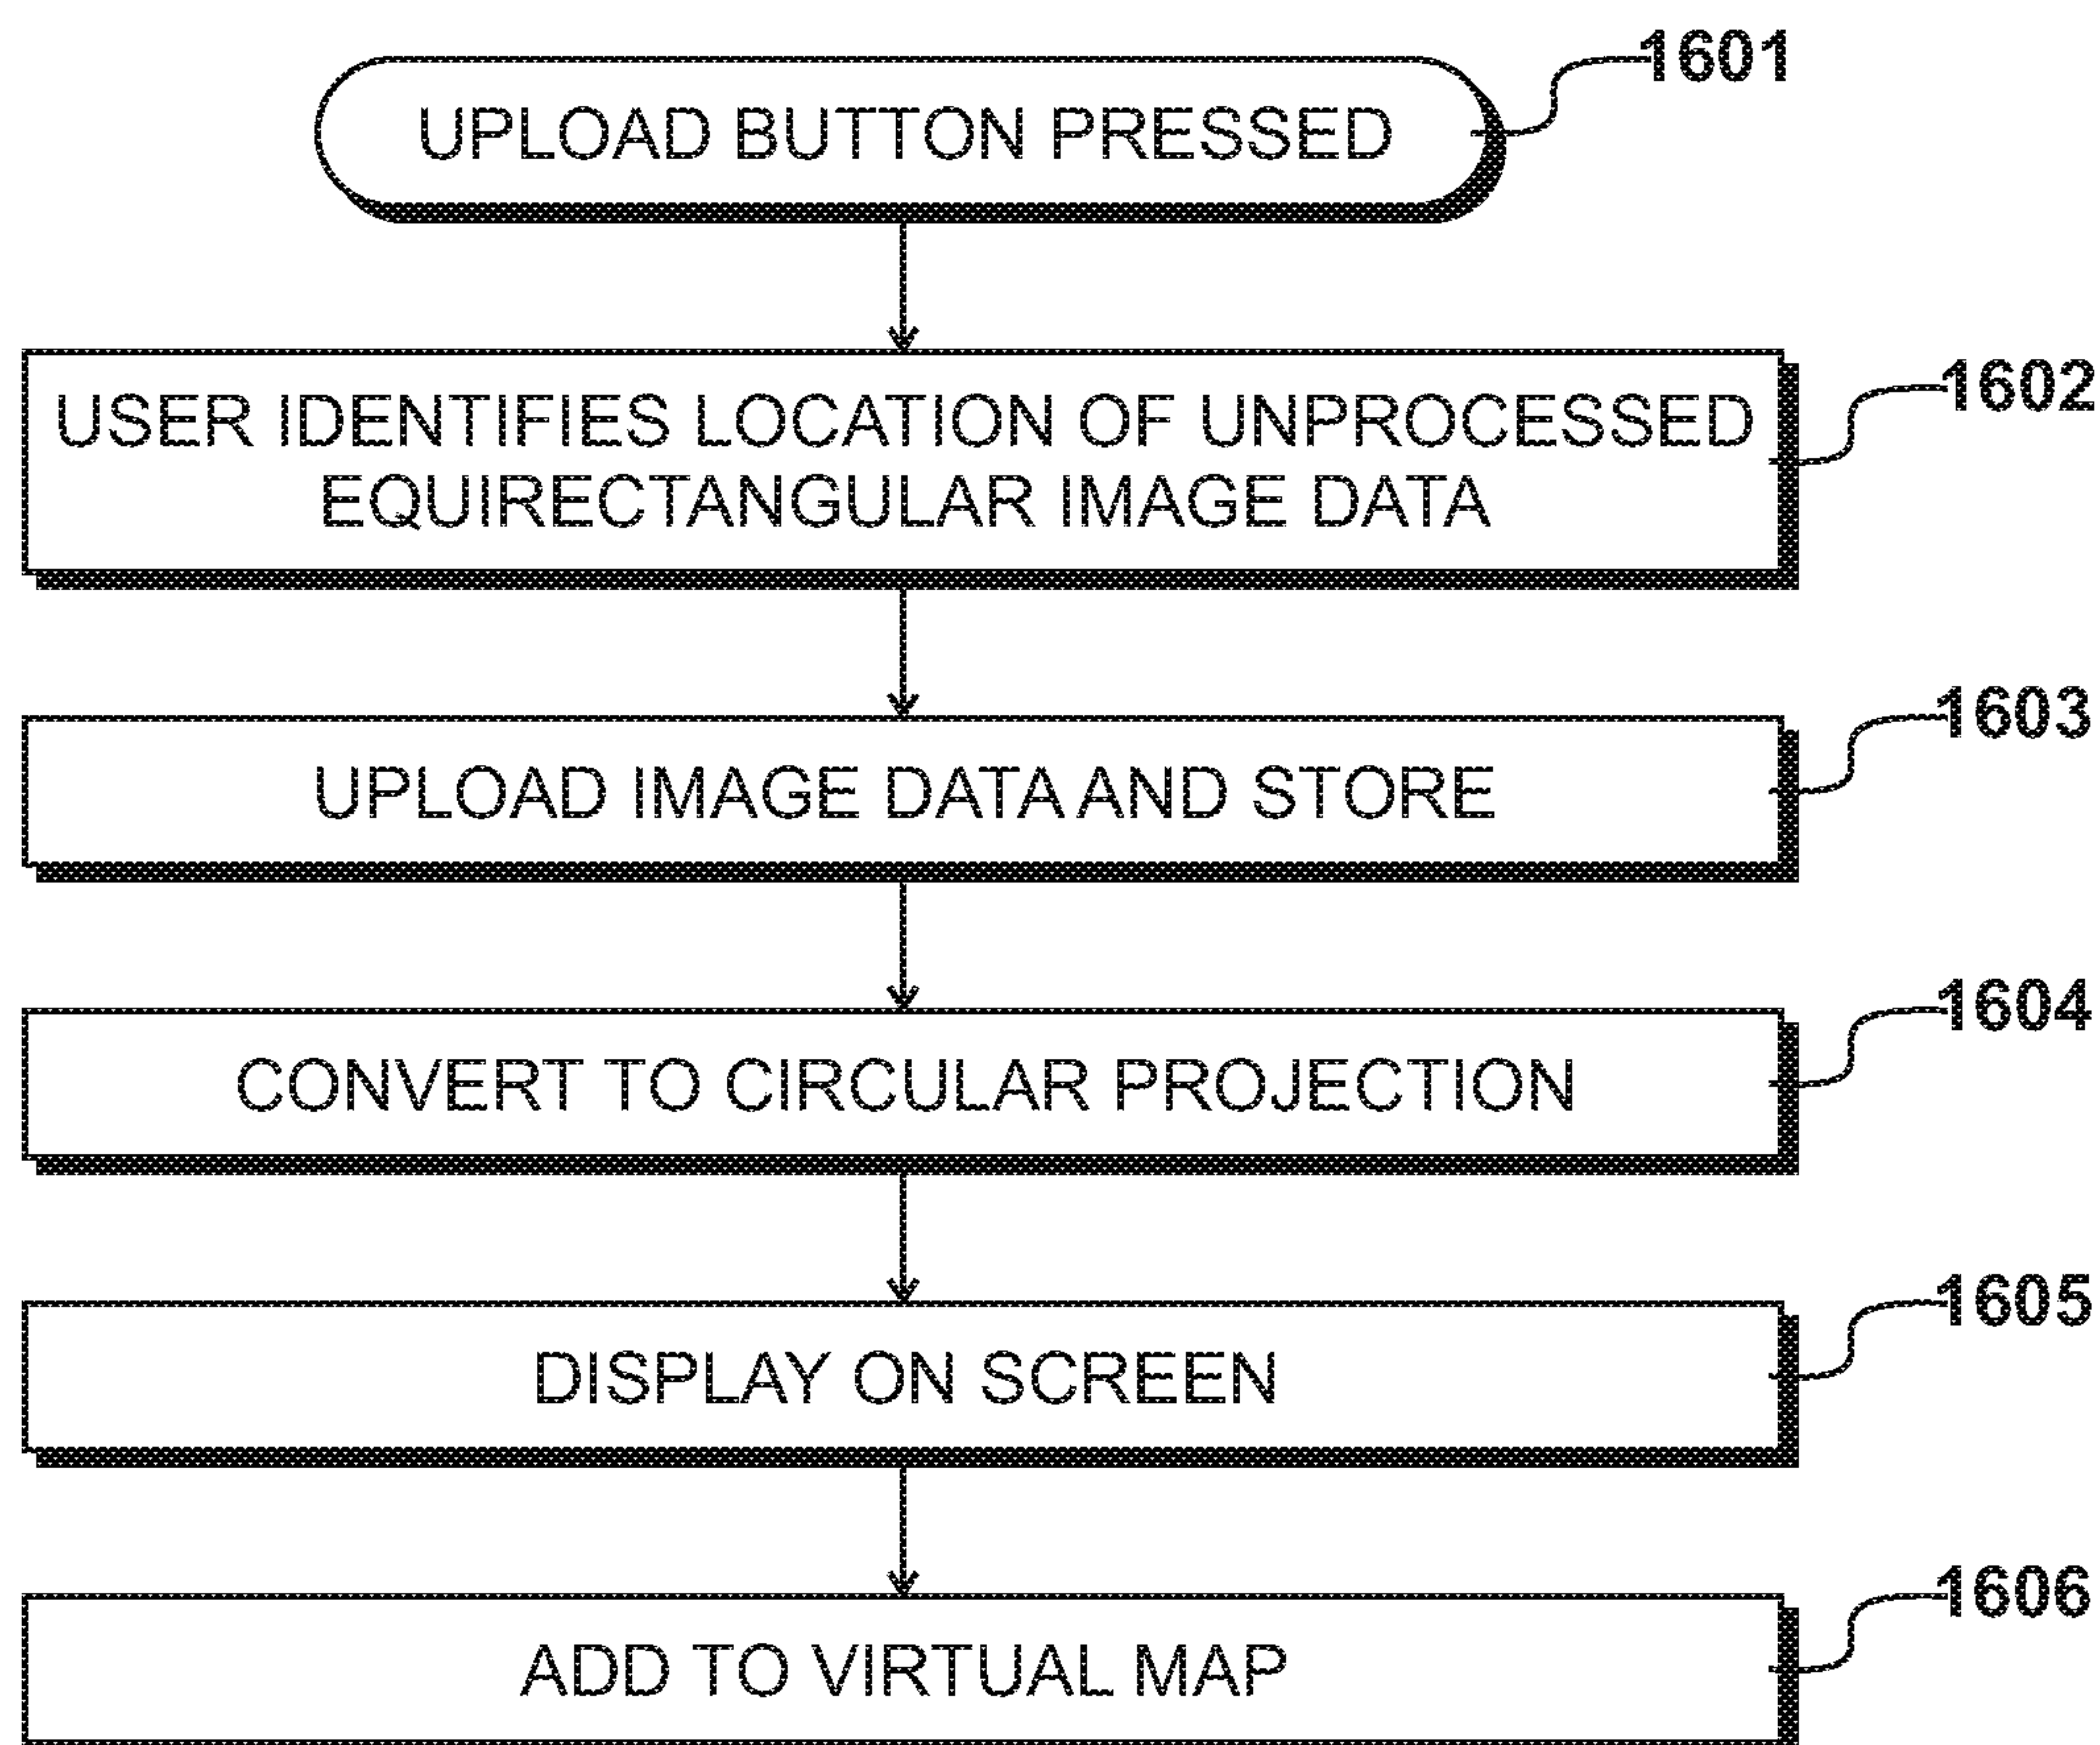 1601
UPLOAD BUTTON PRESSED
1602
USER IDENTIFIES LOCATION OF UNPROCESSED
EQUIRECTANGULAR IMAGE DATA
1603
UPLOAD IMAGE DATA AND STORE
1604
CONVERT TO CIRCULAR PROJECTION
1605
DISPLAY ON SCREEN
1606
ADD TO VIRTUAL MAP